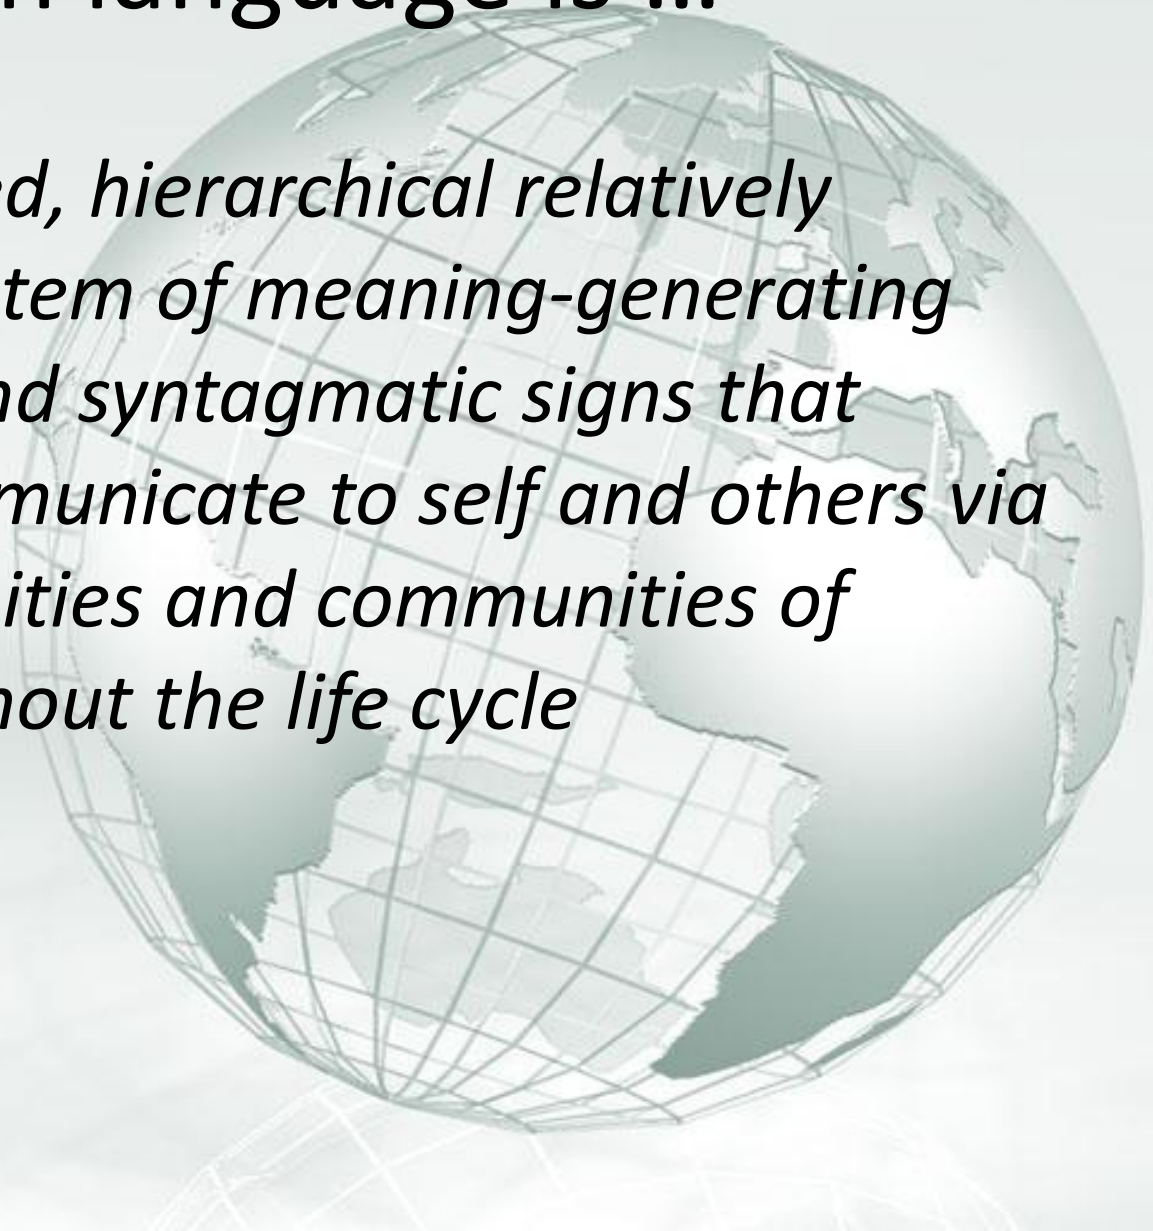 n language is ...
ed, hierarchical relatively
tem of meaning-generating
nd syntagmatic signs that
municate to self and others via
ities and communities of
hout the life cycle